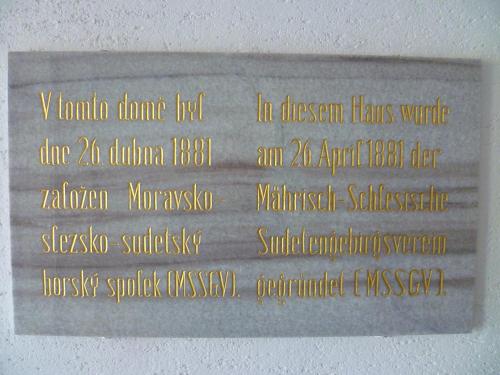 V tomto domě byl
dne 26. dubna 1881
založen Moravsko-
slezsko-sudetský
horský spolek (MSSGV).
In diesem Haus wurde
am 26. April 1881 der
Mährisch-Schlesische
Sudetengebirgsverein
gegründet (MSSGV).